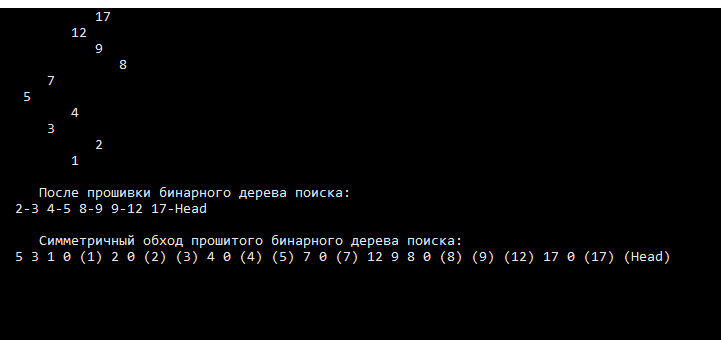 17
12
9
8
7
5
4
3
2
1
После прошивки бинарного дерева поиска:
2-3 4-5 8-9 9-12 17-Head
Симметричный обход прошитого бинарного дерева поиска:
5 3 1 0 (1) 2 0 (2) (3) 4 0 (4) (5) 7 0 (7) 12 9 8 0 (8) (9) (12) 17 0 (17) (Head)